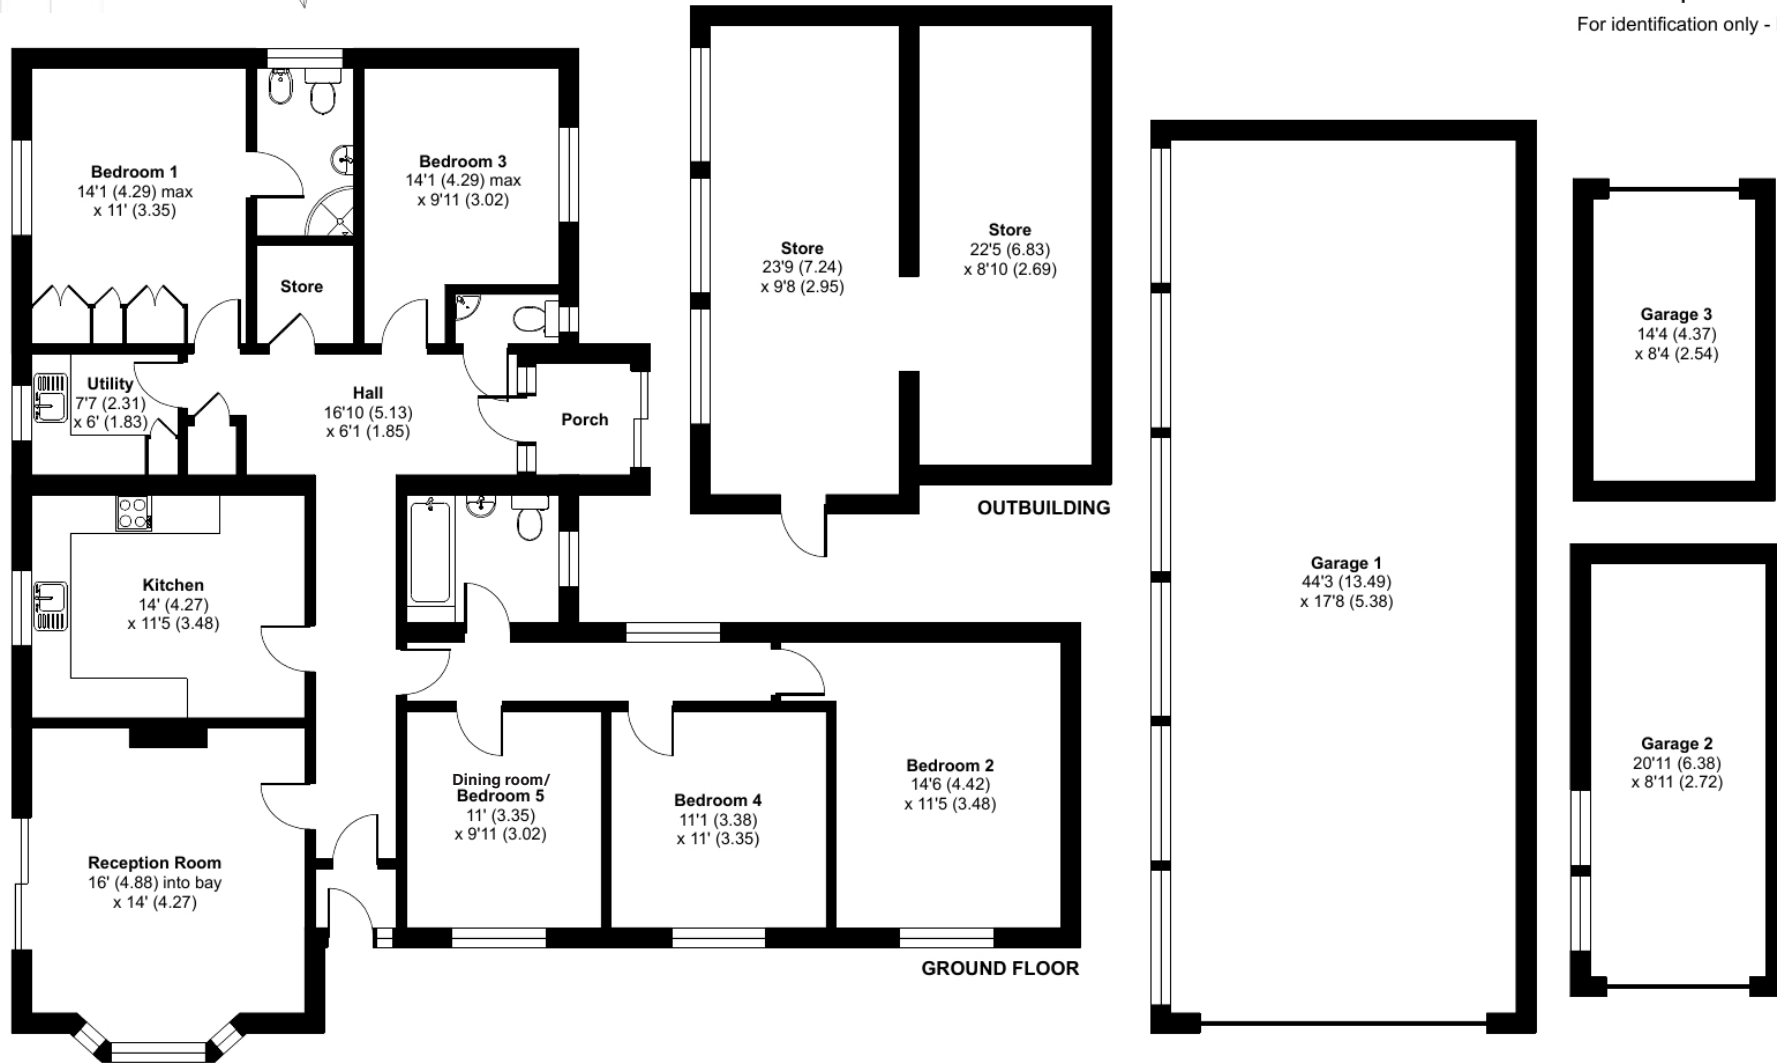 For identification only -
Bedroom 1
14'1 (4.29) max
x 11' (3.35)
Bedroom 3
14'1 (4.29) max
x 9'11 (3.02)
Store
Utility
7'7 (2.31)
x 6' (1.83)
Hall
16'10 (5.13)
x 6'1 (1.85)
Porch
Kitchen
14' (4.27)
x 11'5 (3.48)
Reception Room
16' (4.88) into bay
x 14' (4.27)
Dining room/
Bedroom 5
11' (3.35)
x 9'11 (3.02)
Bedroom 4
11'1 (3.38)
x 11' (3.35)
Bedroom 2
14'6 (4.42)
x 11'5 (3.48)
GROUND FLOOR
Store
23'9 (7.24)
x 9'8 (2.95)
Store
22'5 (6.83)
x 8'10 (2.69)
OUTBUILDING
Garage 1
44'3 (13.49)
x 17'8 (5.38)
Garage 3
14'4 (4.37)
x 8'4 (2.54)
Garage 2
20'11 (6.38)
x 8'11 (2.72)